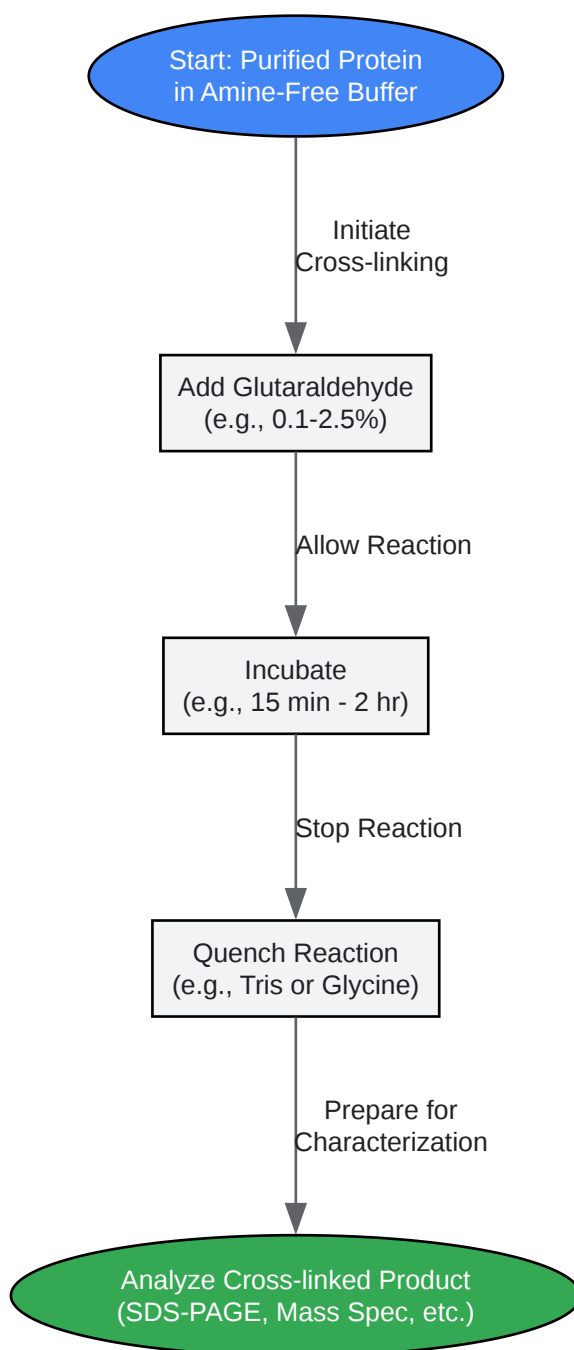 Start: Purified Protein
in Amine-Free Buffer
Initiate
Cross-linking
Add Glutaraldehyde
(e.g., 0.1-2.5%)
Allow Reaction
Incubate
(e.g., 15 min - 2 hr)
Stop Reaction
Quench Reaction
(e.g., Tris or Glycine)
Prepare for
Characterization
Analyze Cross-linked Product
(SDS-PAGE, Mass Spec, etc.)